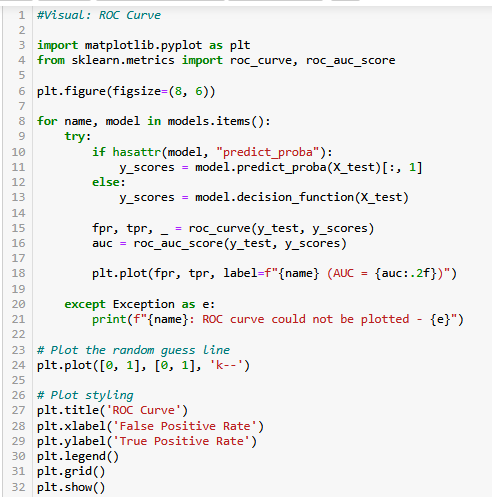 1 #Visual: ROC Curve
2
3 import matplotlib.pyplot as plt
4 from sklearn.metrics import roc_curve, roc_auc_score
5
6 plt.figure(figsize=(8, 6))
7
8 for name, model in models.items():
9     try:
10         if hasattr(model, "predict_proba"):
11             y_scores = model.predict_proba(X_test)[:, 1]
12         else:
13             y_scores = model.decision_function(X_test)
14
15         fpr, tpr, _ = roc_curve(y_test, y_scores)
16         auc = roc_auc_score(y_test, y_scores)
17
18         plt.plot(fpr, tpr, label=f"{name} (AUC = {auc:.2f})")
19
20     except Exception as e:
21         print(f"{name}: ROC curve could not be plotted - {e}")
22
23 # Plot the random guess line
24 plt.plot([0, 1], [0, 1], 'k--')
25
26 # Plot styling
27 plt.title('ROC Curve')
28 plt.xlabel('False Positive Rate')
29 plt.ylabel('True Positive Rate')
30 plt.legend()
31 plt.grid()
32 plt.show()